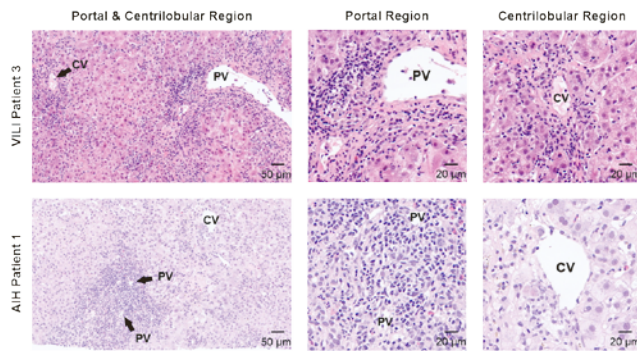 Portal & Centrilobular Region
Portal Region
Centrilobular Region
VILI Patient 3
CV
PV
50 µm
PV
20 µm
CV
20 µm
AIH Patient 1
CV
PV
PV
50 µm
PV
PV
20 µm
CV
20 µm